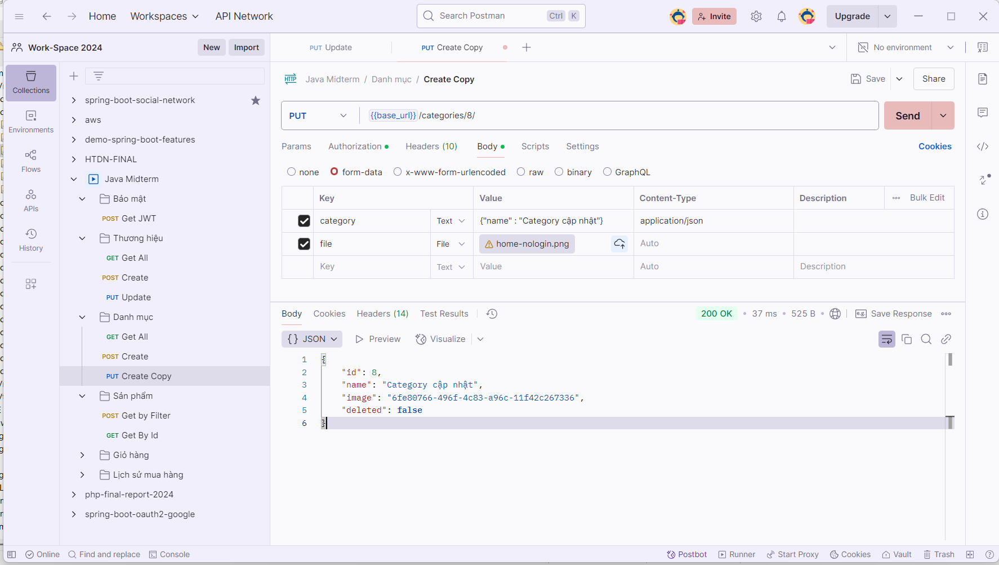 Home Workspaces API Network Search Postman Ctrl K Invite Upgrade
Work-Space 2024 New Import PUT Update PUT Create Copy No environment
Collections
Environments
Flows
APIs
History
spring-boot-social-network
aws
demo-spring-boot-features
HTDN-FINAL
Java Midterm
Bảo mật
POST Get JWT
Thương hiệu
GET Get All
POST Create
PUT Update
Danh mục
GET Get All
POST Create
PUT Create Copy
Sản phẩm
POST Get by Filter
GET Get By Id
Giỏ hàng
Lịch sử mua hàng
php-final-report-2024
spring-boot-oauth2-google
HTTP Java Midterm / Danh mục / Create Copy Save Share
PUT {{base_url}}/categories/8/ Send
Params Authorization Headers (10) Body Scripts Settings Cookies
none form-data x-www-form-urlencoded raw binary GraphQL
Key Value Content-Type Description Bulk Edit
category Text {"name" : "Category cập nhật"} application/json
file File home-nologin.png Auto
Key Text Value Auto Description
Body Cookies Headers (14) Test Results 200 OK • 37 ms • 525 B • e.g. Save Response
{ } JSON Preview Visualize
1 {
2 "id": 8,
3 "name": "Category cập nhật",
4 "image": "6fe80766-496f-4c83-a96c-11f42c267336",
5 "deleted": false
6 }
Online Find and replace Console Postbot Runner Start Proxy Cookies Vault Trash